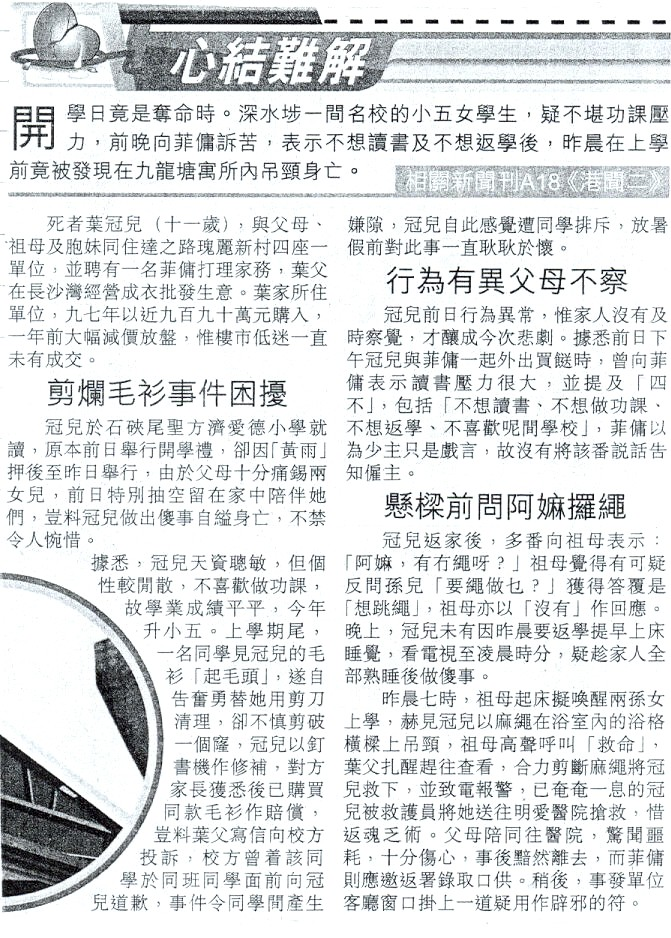 心結難解
開學日竟是奪命時。深水埗一間名校的小五女學生，疑不堪功課壓
力，前晚向菲傭訴苦，表示不想讀書及不想返學後，昨晨在上學
前竟被發現在九龍塘寓所內吊頸身亡。
相關新聞刊A18《港聞二》
死者葉冠兒（十一歲），與父母、
祖母及胞妹同住達之路瑰麗新村四座一
單位，並聘有一名菲傭打理家務，葉父
在長沙灣經營成衣批發生意。葉家所住
單位，九七年以近九百九十萬元購入，
一年前大幅減價放盤，惟樓市低迷一直
未有成交。
剪爛毛衫事件困擾
冠兒於石硤尾聖方濟愛德小學就
讀，原本前日舉行開學禮，卻因「黃雨」
押後至昨日舉行，由於父母十分痛錫兩
女兒，前日特別抽空留在家中陪伴她
們，豈料冠兒做出傻事自縊身亡，不禁
令人惋惜。
據悉，冠兒天資聰敏，但個
性較閒散，不喜歡做功課，
故學業成績平平，今年
升小五。上學期尾，
一名同學見冠兒的毛
衫「起毛頭」，遂自
告奮勇替她用剪刀
清理，卻不慎剪破
一個窿，冠兒以釘
書機作修補，對方
家長獲悉後已購買
同款毛衫作賠償，
豈料葉父寫信向校方
投訴，校方曾着該同
學於同班同學面前向冠
兒道歉，事件令同學間產生
嫌隙，冠兒自此感覺遭同學排斥，放暑
假前對此事一直耿耿於懷。
行為有異父母不察
冠兒前日行為異常，惟家人沒有及
時察覺，才釀成今次悲劇。據悉前日下
午冠兒與菲傭一起外出買餸時，曾向菲
傭表示讀書壓力很大，並提及「四
不」，包括「不想讀書、不想做功課、
不想返學、不喜歡呢間學校」，菲傭以
為少主只是戲言，故沒有將該番說話告
知僱主。
懸樑前問阿嫲攞繩
冠兒返家後，多番向祖母表示：
「阿嫲，有冇繩呀？」祖母覺得有可疑
反問孫兒「要繩做乜？」獲得答覆是
「想跳繩」，祖母亦以「沒有」作回應。
晚上，冠兒未有因昨晨要返學提早上床
睡覺，看電視至凌晨時分，疑趁家人全
部熟睡後做傻事。
昨晨七時，祖母起床擬喚醒兩孫女
上學，赫見冠兒以麻繩在浴室內的浴格
橫樑上吊頸，祖母高聲呼叫「救命」，
葉父扎醒趕往查看，合力剪斷麻繩將冠
兒救下，並致電報警，已奄奄一息的冠
兒被救護員將她送往明愛醫院搶救，惜
返魂乏術。父母陪同往醫院，驚聞噩
耗，十分傷心，事後黯然離去，而菲傭
則應邀返署錄取口供。稍後，事發單位
客廳窗口掛上一道疑用作辟邪的符。